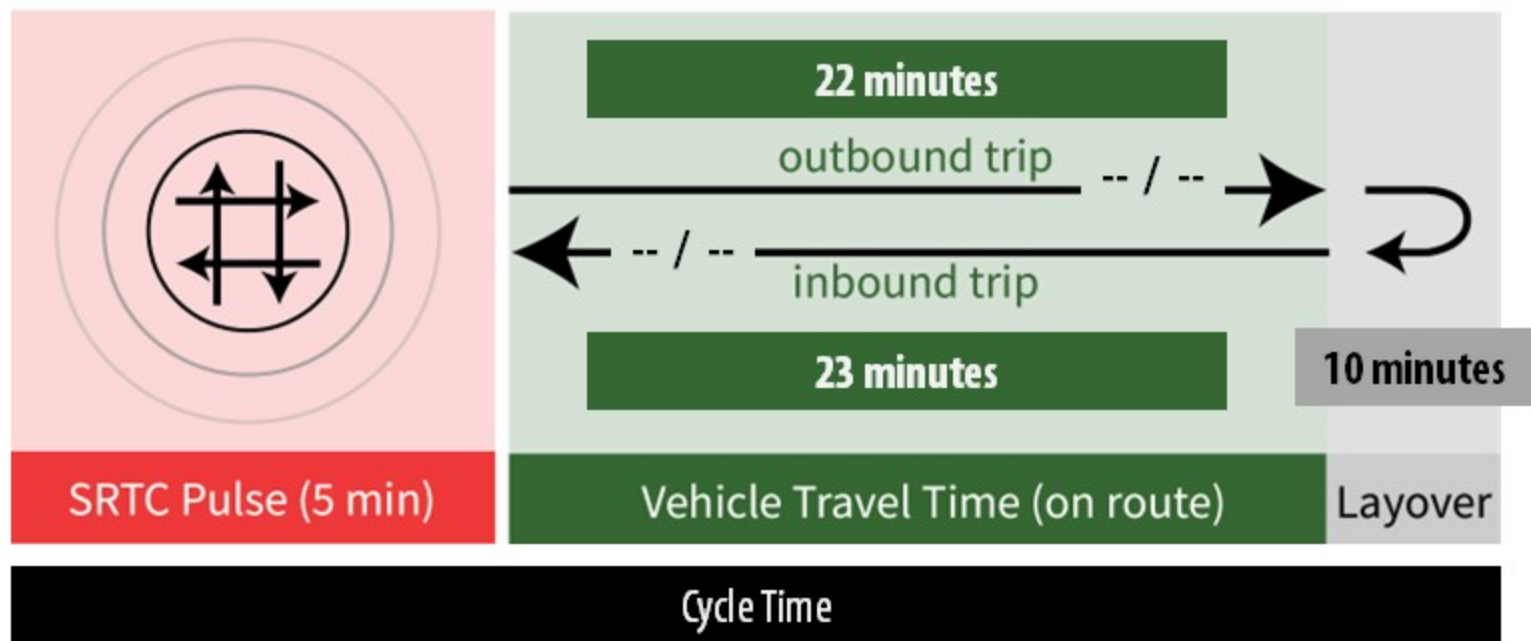 22 minutes
outbound trip
-- / --
-- / --
inbound trip
23 minutes
10 minutes
SRTC Pulse (5 min)
Vehicle Travel Time (on route)
Layover
Cycle Time